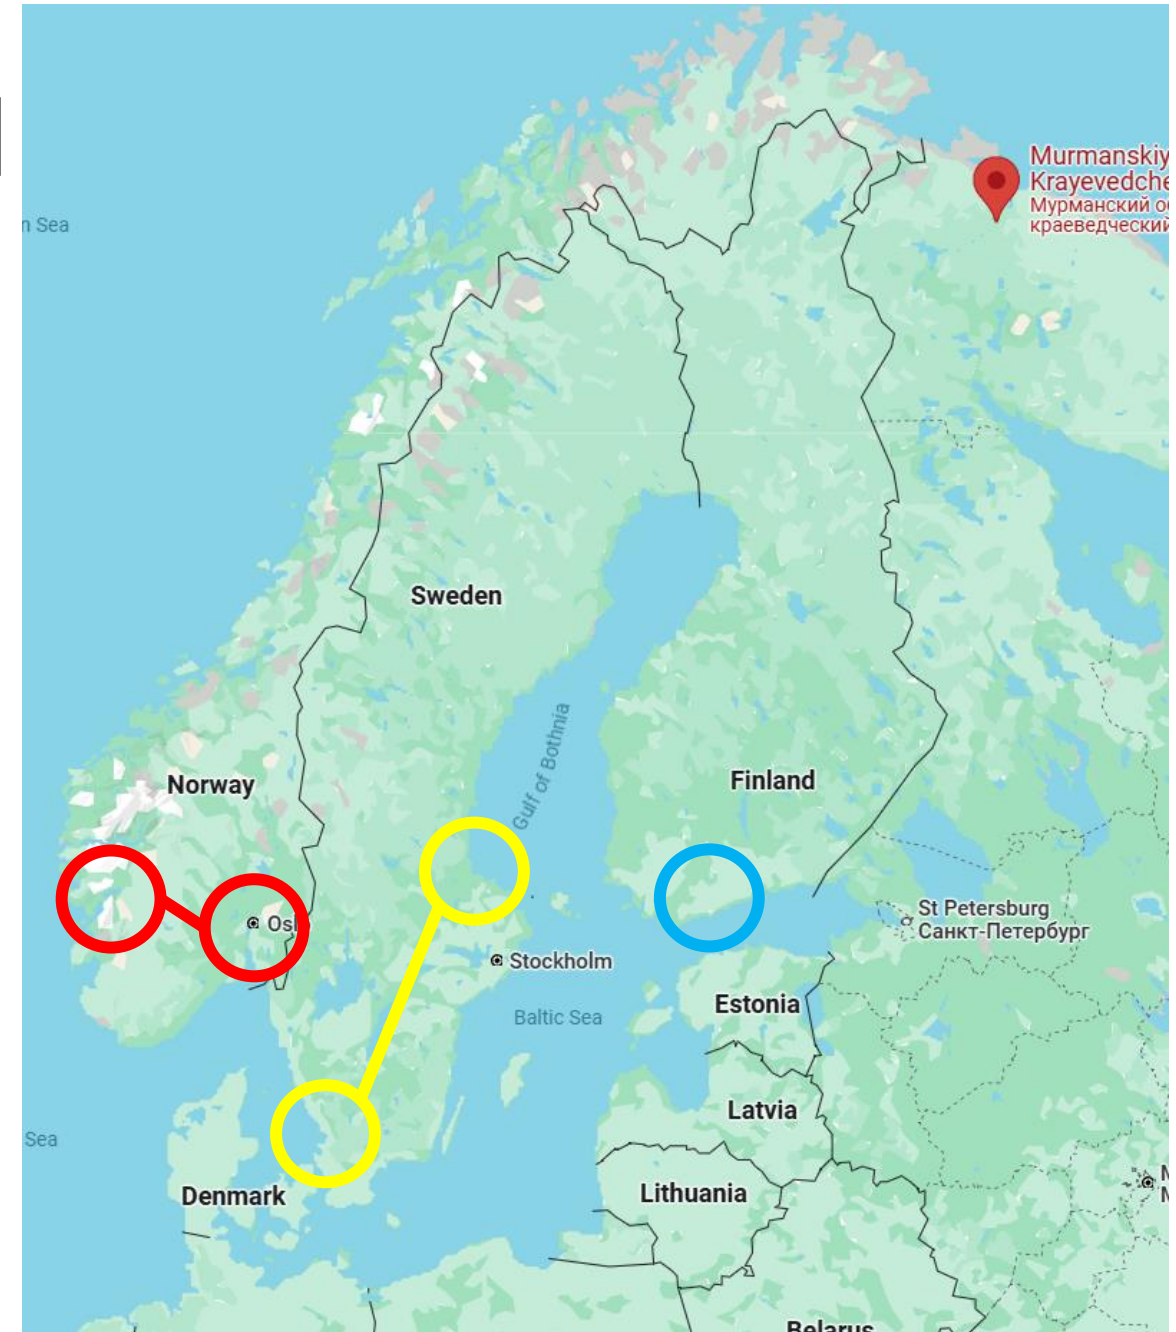 Murmanskiy
Krayevedche
Мурманский о
краеведческий
n Sea
Sweden
Gulf of Bothnia
Norway
Finland
Osl
St Petersburg
Санкт-Петербург
Stockholm
Estonia
Baltic Sea
Latvia
Sea
Lithuania
Denmark
M
M
Belarus